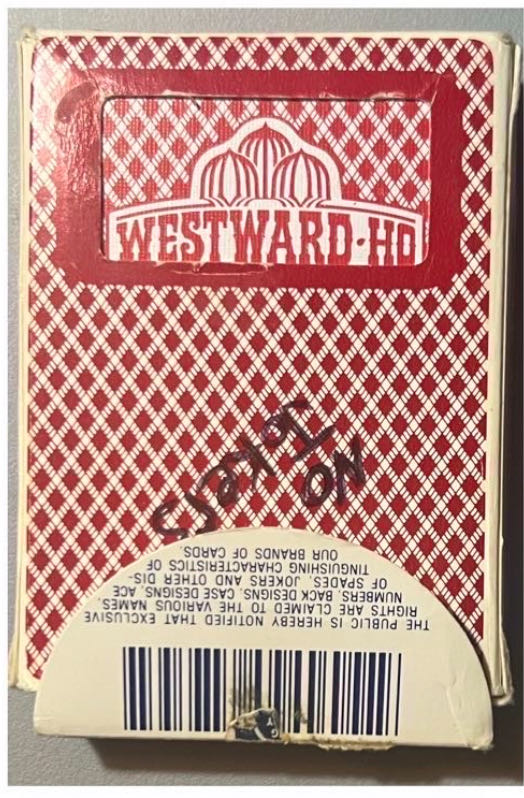 WESTWARD-HO
NO
JOKERS
THE PUBLIC IS HEREBY NOTIFIED THAT EXCLUSIVE
RIGHTS ARE CLAIMED TO THE VARIOUS NAMES,
NUMBERS, BACK DESIGNS, CASE DESIGNS, ACE
OF SPADES, JOKERS AND OTHER DIS-
TINGUISHING CHARACTERISTICS OF
OUR BRANDS OF CARDS.